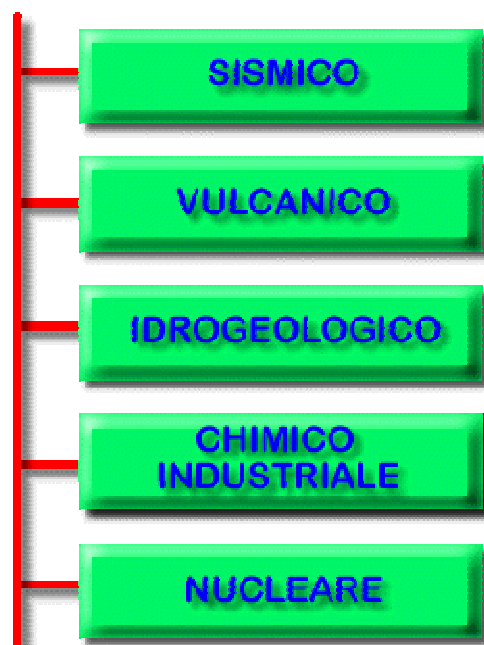 SISMICO
VULCANICO
IDROGEOLOGICO
CHIMICO
INDUSTRIALE
NUCLEARE